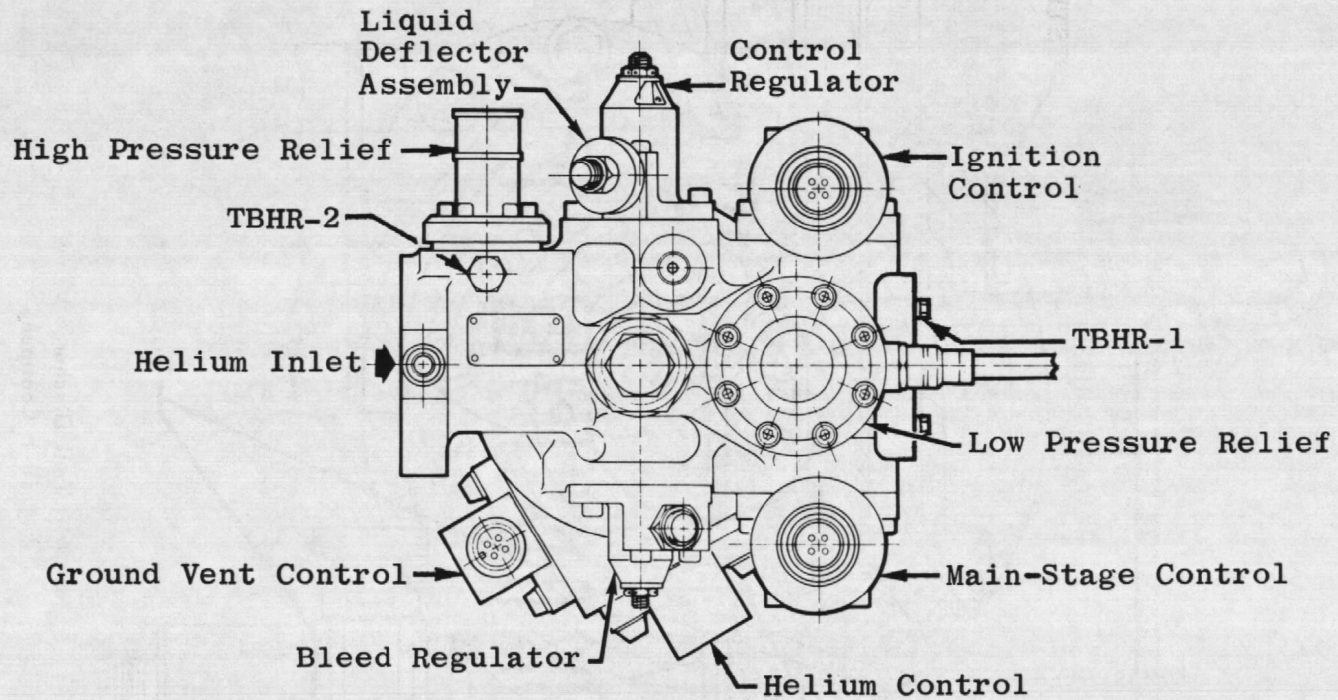 Liquid
Deflector
Assembly
Control
Regulator
High Pressure Relief
Ignition
Control
TBHR-2
TBHR-1
Helium Inlet
Low Pressure Relief
Ground Vent Control
Main-Stage Control
Bleed Regulator
Helium Control